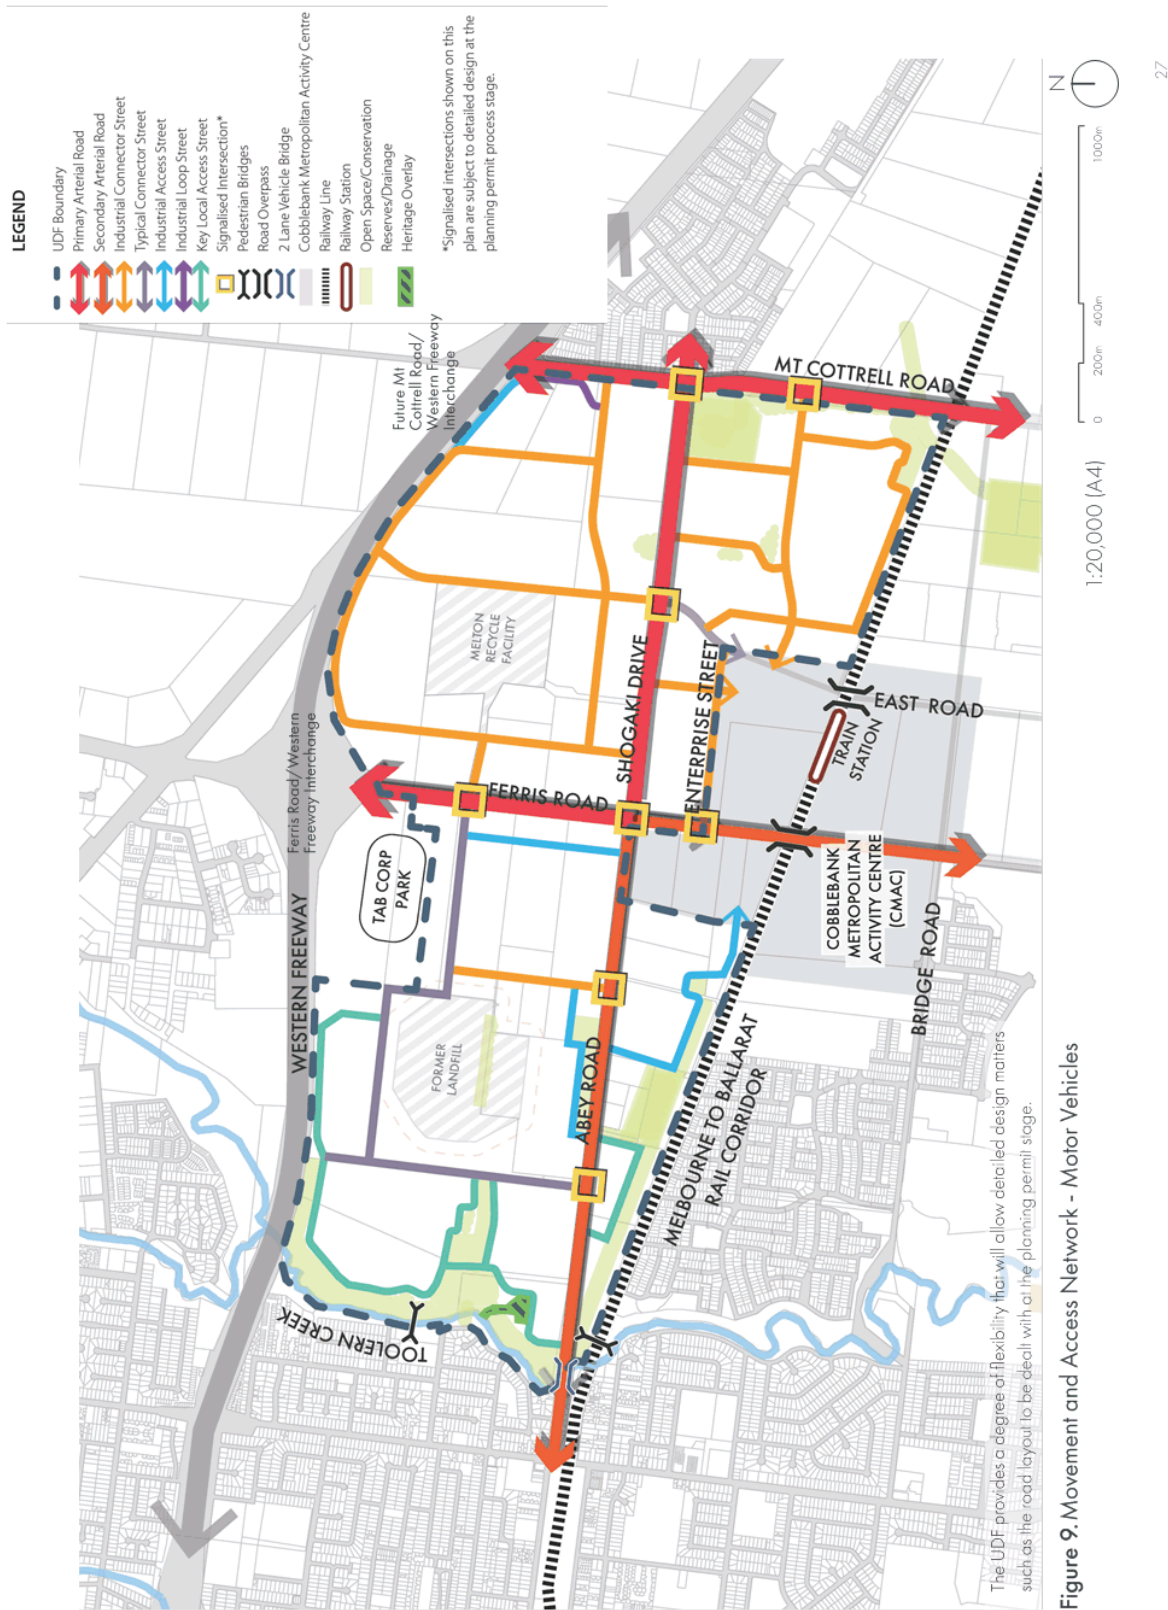 LEGEND
UDF Boundary
Primary Arterial Road
Secondary Arterial Road
Industrial Connector Street
Typical Connector Street
Industrial Access Street
Industrial Loop Street
Key Local Access Street
Signalised Intersection*
Pedestrian Bridges
Road Overpass
2 Lane Vehicle Bridge
Cobblebank Metropolitan Activity Centre
Railway Line
Railway Station
Open Space/Conservation
Reserves/Drainage
Heritage Overlay
*Signalised intersections shown on this
plan are subject to detailed design at the
planning permit process stage.
WESTERN FREEWAY
Ferris Road/Western
Freeway Interchange
Future Mt
Cottrell Road/
Western Freeway
Interchange
TOOLERN CREEK
TAB CORP
PARK
FORMER
LANDFILL
MELTON
RECYCLE
FACILITY
FERRIS ROAD
SHOGAKI DRIVE
ABEY ROAD
ENTERPRISE STREET
MT COTTRELL ROAD
EAST ROAD
TRAIN
STATION
COBBLEBANK
METROPOLITAN
ACTIVITY CENTRE
(CMAC)
MELBOURNE TO BALLARAT
RAIL CORRIDOR
BRIDGE ROAD
The UDF provides a degree of flexibility that will allow detailed design matters
such as the road layout to be dealt with at the planning permit stage.
Figure 9. Movement and Access Network - Motor Vehicles
1:20,000 (A4)
0
200m
400m
1000m
N
27